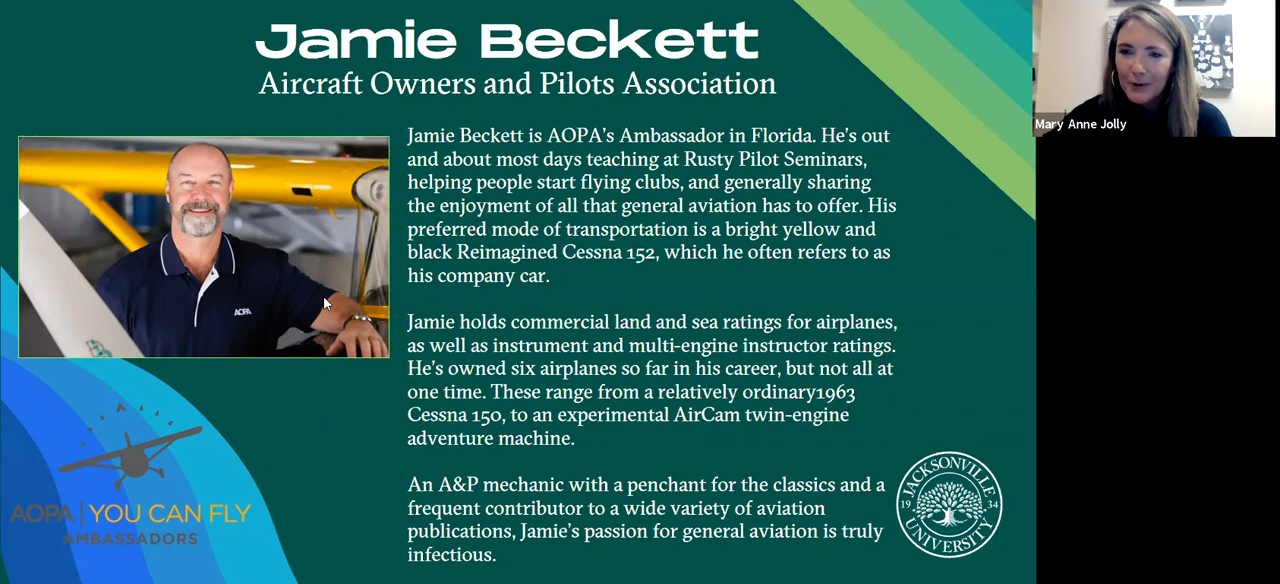 Jamie Beckett
Aircraft Owners and Pilots Association
Mary Anne Jolly
Jamie Beckett is AOPA's Ambassador in Florida. He's out
and about most days teaching at Rusty Pilot Seminars,
helping people start flying clubs, and generally sharing
the enjoyment of all that general aviation has to offer. His
preferred mode of transportation is a bright yellow and
black Reimagined Cessna 152, which he often refers to as
his company car.
Jamie holds commercial land and sea ratings for airplanes,
as well as instrument and multi-engine instructor ratings.
He's owned six airplanes so far in his career, but not all at
one time. These range from a relatively ordinary1963
Cessna 150, to an experimental AirCam twin-engine
adventure machine.
An A&P mechanic with a penchant for the classics and a
frequent contributor to a wide variety of aviation
publications, Jamie's passion for general aviation is truly
infectious.
AOPA
AOPA | YOU CAN FLY
AMBASSADORS
JACKSONVILLE
19 34
UNIVERSITY